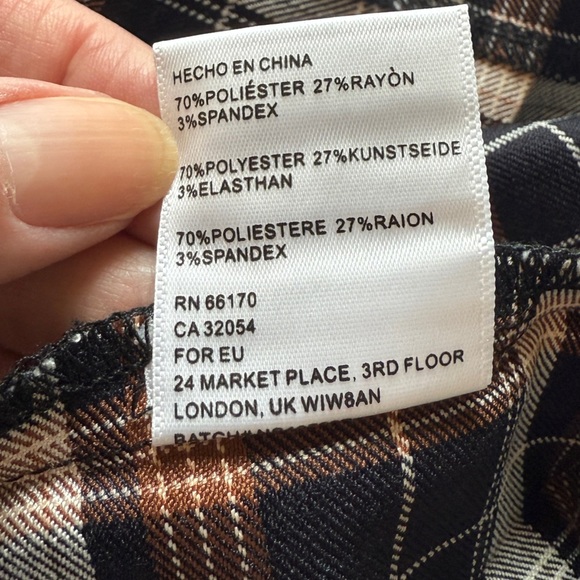 HECHO EN CHINA
70%POLIÉSTER 27%RAYÒN
3%SPANDEX
70%POLYESTER 27%KUNSTSEIDE
3%ELASTHAN
70%POLIESTERE 27%RAION
3%SPANDEX
RN 66170
CA 32054
FOR EU
24 MARKET PLACE, 3RD FLOOR
LONDON, UK WIW8AN